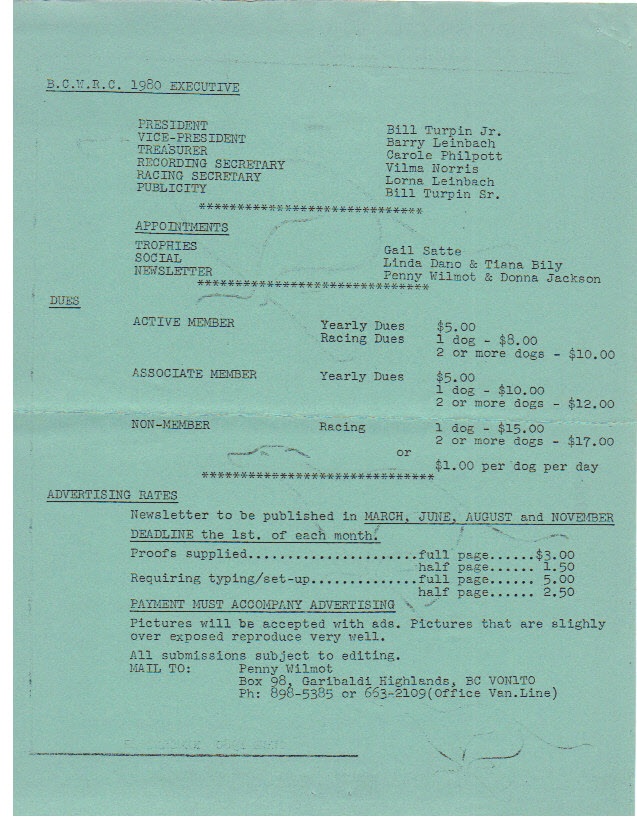 B.C.W.R.C. 1980 EXECUTIVE
PRESIDENT Bill Turpin Jr.
VICE-PRESIDENT Barry Leinbach
TREASURER Carole Philpott
RECORDING SECRETARY Vilma Norris
RACING SECRETARY Lorna Leinbach
PUBLICITY Bill Turpin Sr.
*****************************
APPOINTMENTS
TROPHIES Gail Satte
SOCIAL Linda Dano & Tiana Bily
NEWSLETTER Penny Wilmot & Donna Jackson
*****************************
DUES
ACTIVE MEMBER Yearly Dues $5.00
Racing Dues 1 dog - $8.00
2 or more dogs - $10.00
ASSOCIATE MEMBER Yearly Dues $5.00
1 dog - $10.00
2 or more dogs - $12.00
NON-MEMBER Racing 1 dog - $15.00
2 or more dogs - $17.00
or
$1.00 per dog per day
*****************************
ADVERTISING RATES
Newsletter to be published in MARCH, JUNE, AUGUST and NOVEMBER
DEADLINE the 1st. of each month.
Proofs supplied.....................full page......$3.00
half page...... 1.50
Requiring typing/set-up.............full page...... 5.00
half page...... 2.50
PAYMENT MUST ACCOMPANY ADVERTISING
Pictures will be accepted with ads. Pictures that are slighly
over exposed reproduce very well.
All submissions subject to editing.
MAIL TO: Penny Wilmot
Box 98, Garibaldi Highlands, BC VON1TO
Ph: 898-5385 or 663-2109(Office Van.Line)